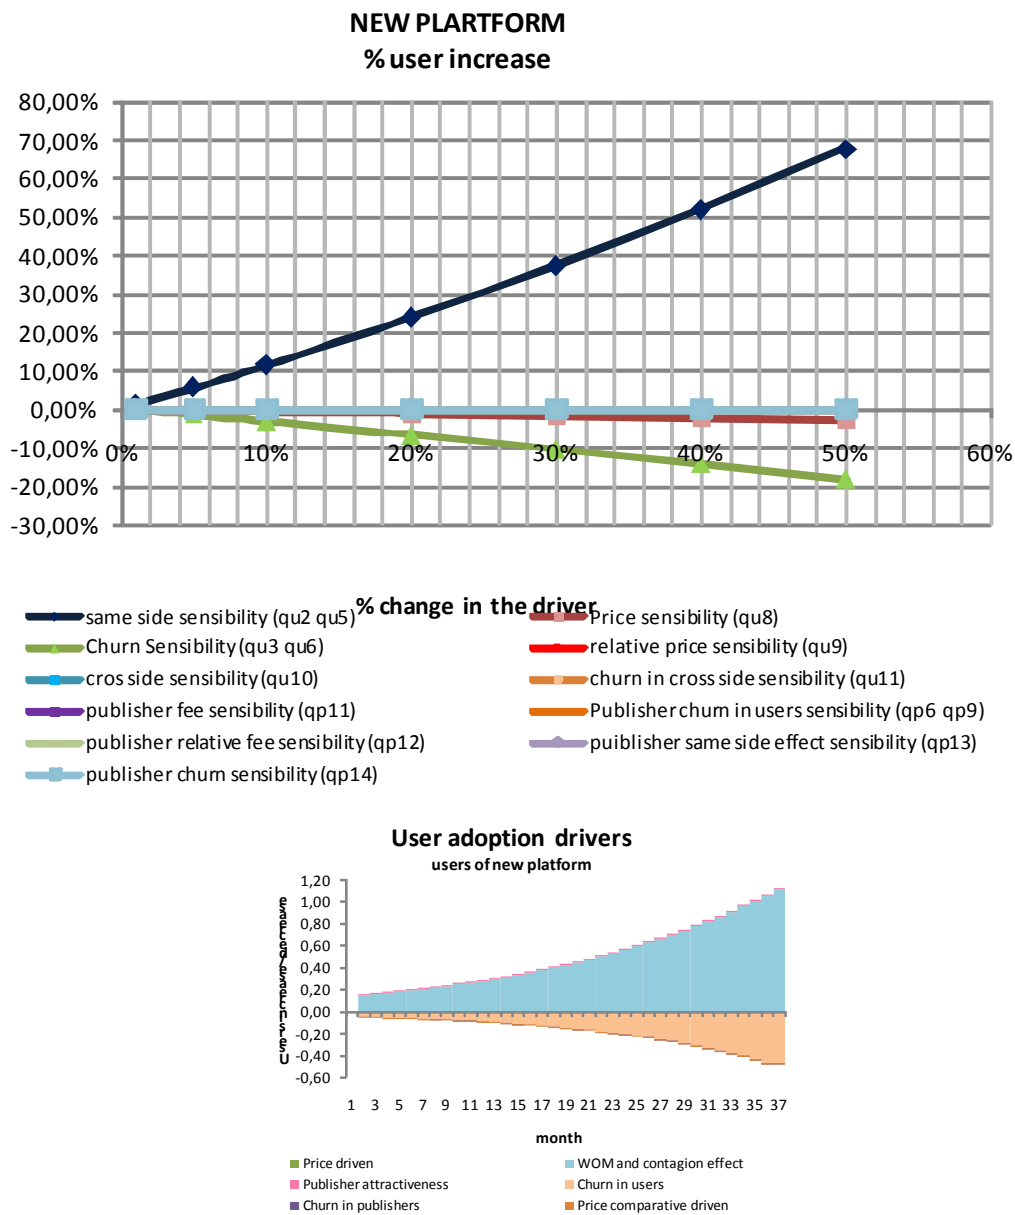 NEW PLARTFORM
% user increase
80,00%
70,00%
60,00%
50,00%
40,00%
30,00%
20,00%
10,00%
0,00%
-10,00%
-20,00%
-30,00%
0% 10% 20% 30% 40% 50% 60%
% change in the driver
same side sensibility (qu2 qu5) Price sensibility (qu8)
Churn Sensibility (qu3 qu6) relative price sensibility (qu9)
cros side sensibility (qu10) churn in cross side sensibility (qu11)
publisher fee sensibility (qp11) Publisher churn in users sensibility (qp6 qp9)
publisher relative fee sensibility (qp12) puiblisher same side effect sensibility (qp13)
publisher churn sensibility (qp14)
User adoption drivers
users of new platform
Users increase/decrease
1,20
1,00
0,80
0,60
0,40
0,20
0,00
-0,20
-0,40
-0,60
1 3 5 7 9 11 13 15 17 19 21 23 25 27 29 31 33 35 37
month
Price driven WOM and contagion effect
Publisher attractiveness Churn in users
Churn in publishers Price comparative driven